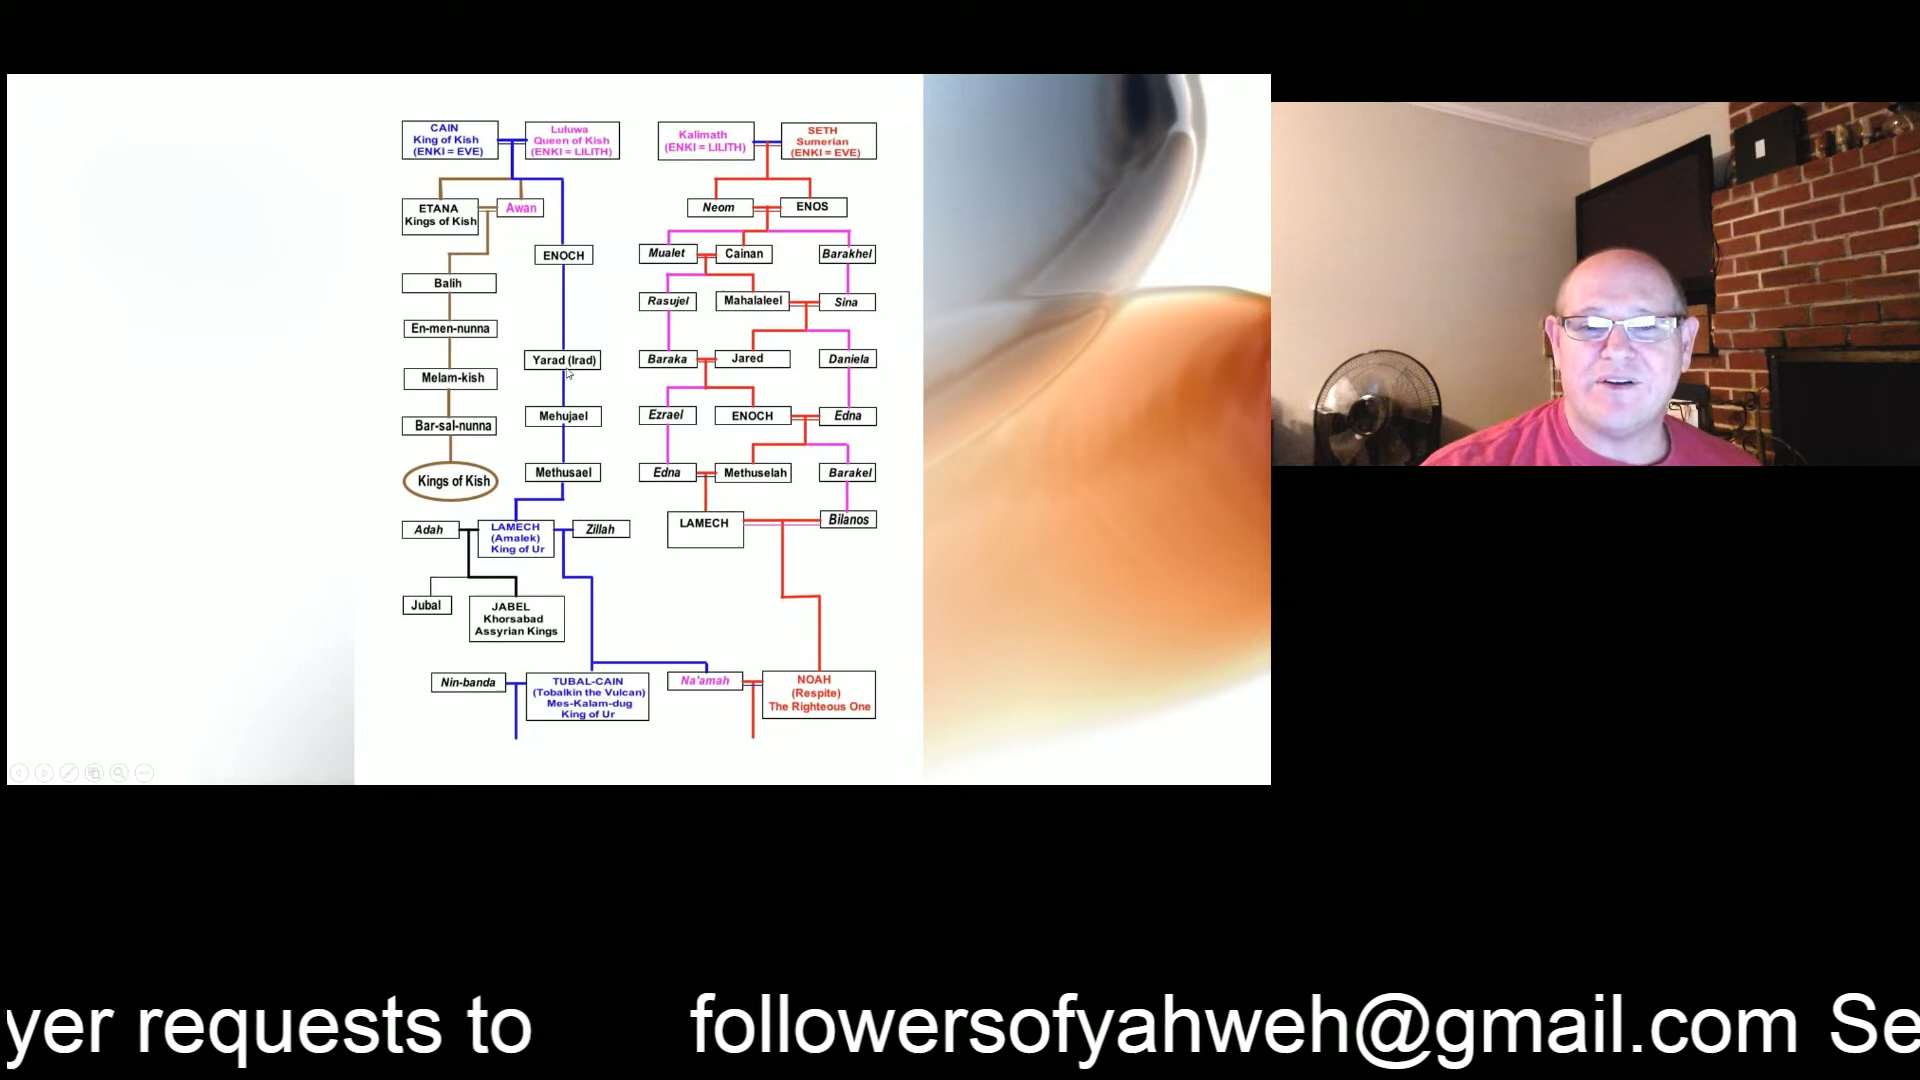 CAIN
King of Kish
(ENKI = EVE)
Luluwa
Queen of Kish
(ENKI = LILITH)
Kalimath
(ENKI = LILITH)
SETH
Sumerian
(ENKI = EVE)
ETANA
Kings of Kish
Awan
Neom
ENOS
ENOCH
Mualet
Cainan
Barakhel
Balih
Rasujel
Mahalaleel
Sina
En-men-nunna
Yarad (Irad)
Baraka
Jared
Daniela
Melam-kish
Mehujael
Ezrael
ENOCH
Edna
Bar-sal-nunna
Methusael
Edna
Methuselah
Barakel
Kings of Kish
Adah
LAMECH
(Amalek)
King of Ur
Zillah
LAMECH
Bilanos
Jubal
JABEL
Khorsabad
Assyrian Kings
Nin-banda
TUBAL-CAIN
(Tobalkin the Vulcan)
Mes-Kalam-dug
King of Ur
Na'amah
NOAH
(Respite)
The Righteous One
yer requests to followersofyahweh@gmail.com Se